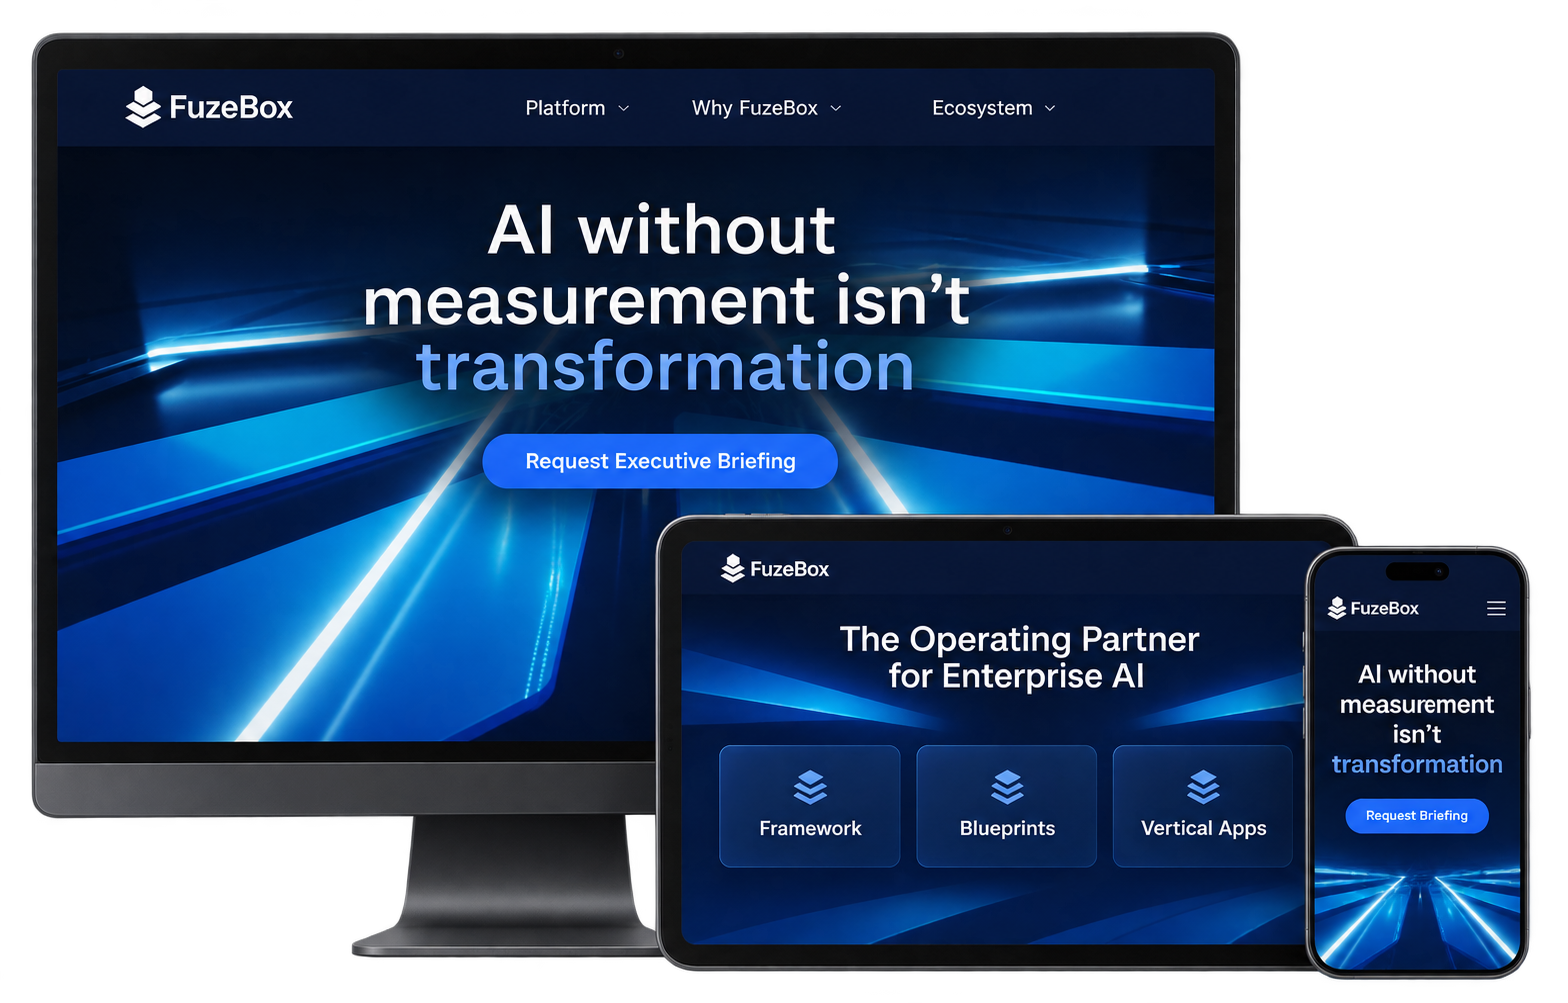 FuzeBox
Platform
Why FuzeBox
Ecosystem
AI without
measurement isn’t
transformation
Request Executive Briefing
FuzeBox
The Operating Partner
for Enterprise AI
Framework
Blueprints
Vertical Apps
FuzeBox
AI without
measurement
isn’t
transformation
Request Briefing